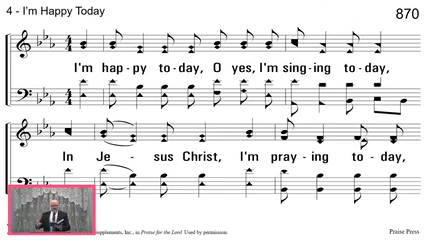 4 - I'm Happy Today
870
I'm hap - py to - day, O yes, I'm sing - ing to - day,
In Je - sus Christ, I'm pray - ing to - day,
supplements, Inc., in Praise for the Lord Used by permission.
Praise Press